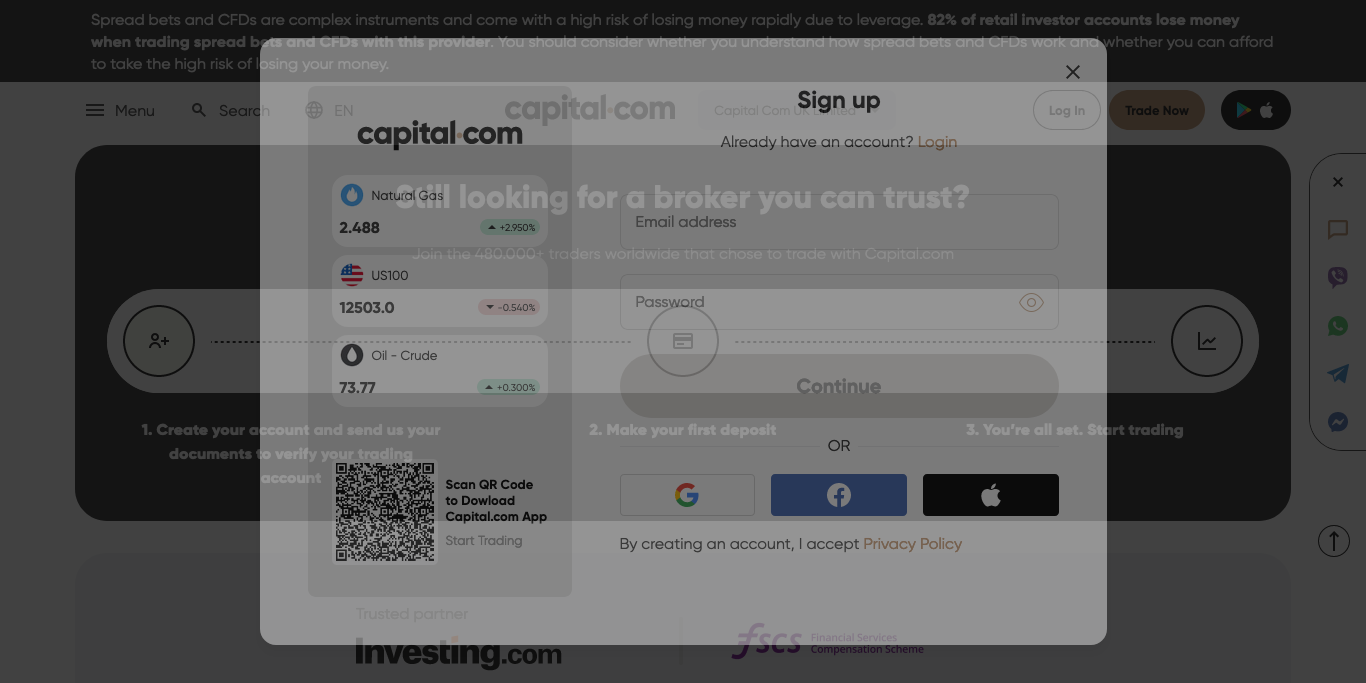 Spread bets and CFDs are complex instruments and come with a high risk of losing money rapidly due to leverage. 82% of retail investor accounts lose money
when trading spread bets and CFDs with this provider. You should consider whether you understand how spread bets and CFDs work and whether you can afford
to take the high risk of losing your money.
Menu
Search
EN
capital.com
Capital Com UK Limited
Log In
Trade Now
Sign up
Already have an account? Login
capital.com
Still looking for a broker you can trust?
Join the 480.000+ traders worldwide that chose to trade with Capital.com
Natural Gas
2.488
+2.950%
US100
12503.0
-0.540%
Oil - Crude
73.77
+0.300%
Email address
Password
Continue
1. Create your account and send us your
documents to verify your trading
account
2. Make your first deposit
3. You're all set. Start trading
OR
Scan QR Code
to Dowload
Capital.com App
Start Trading
By creating an account, I accept Privacy Policy
Trusted partner
Investing.com
fscs
Financial Services
Compensation Scheme